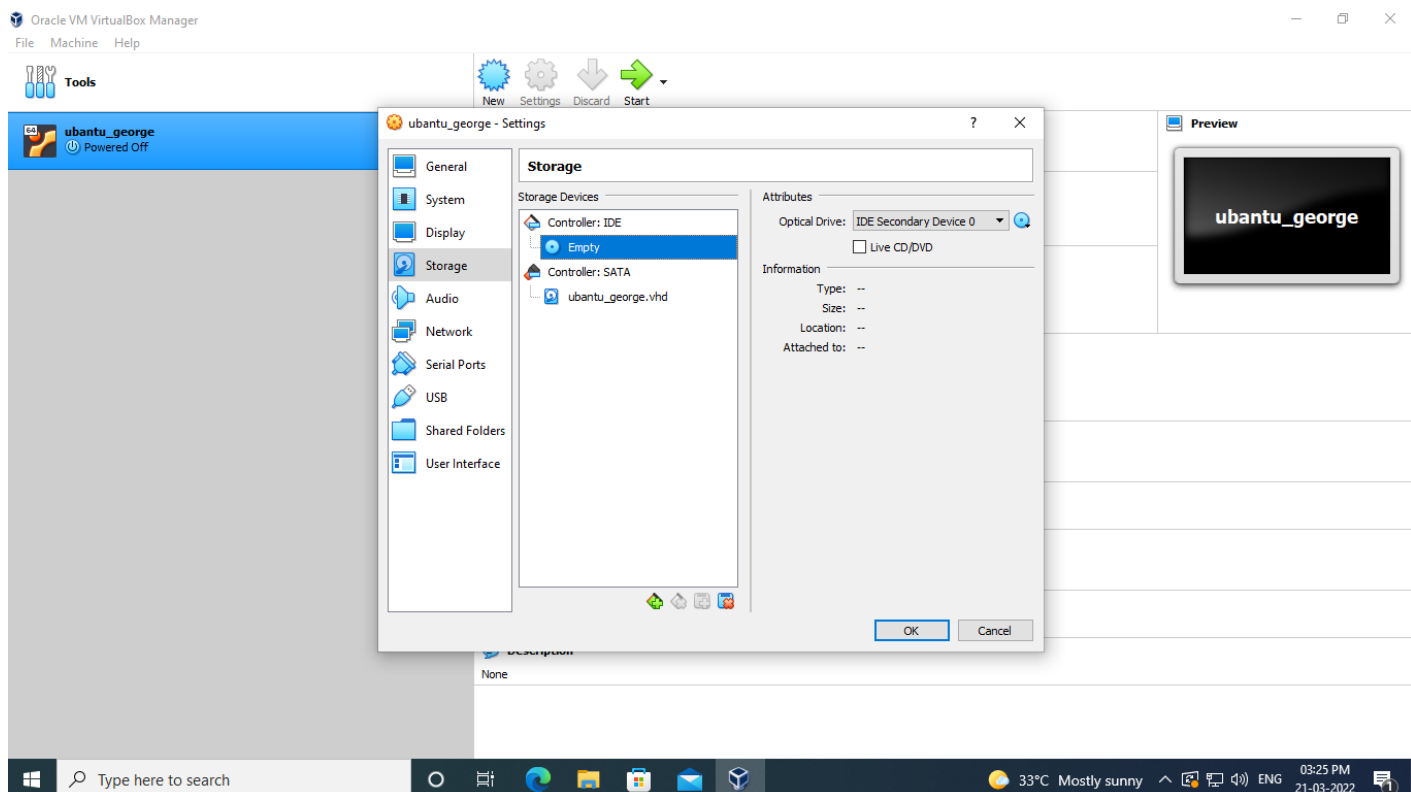 Oracle VM VirtualBox Manager
File Machine Help
Tools
New Settings Discard Start
64 ubantu_george
Powered Off
ubantu_george - Settings ?
General
System
Display
Storage
Audio
Network
Serial Ports
USB
Shared Folders
User Interface
Storage
Storage Devices
Controller: IDE
Empty
Controller: SATA
ubantu_george.vhd
Attributes
Optical Drive: IDE Secondary Device 0
Live CD/DVD
Information
Type: --
Size: --
Location: --
Attached to: --
OK Cancel
Preview
ubantu_george
Description
None
Type here to search
33°C Mostly sunny ENG
03:25 PM
21-03-2022
1